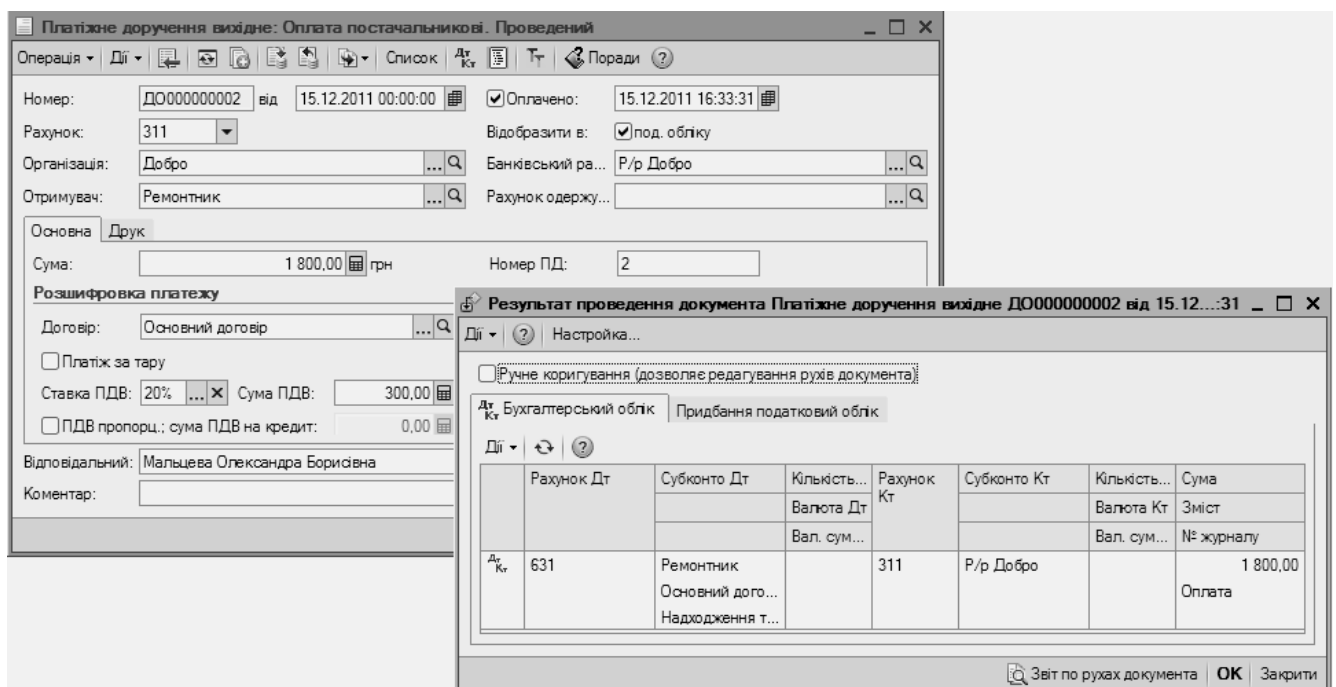 Платіжне доручення вихідне: Оплата постачальникові. Проведений
Операція Дії Список Дт Кт Поради
Номер: ДО000000002 від 15.12.2011 00:00:00 Оплачено: 15.12.2011 16:33:31
Рахунок: 311 Відобразити в: под. обліку
Організація: Добро ... Банківський ра... Р/р Добро ...
Отримувач: Ремонтник ... Рахунок одержу... ...
Основна Друк
Сума: 1 800,00 грн Номер ПД: 2
Розшифровка платежу
Договір: Основний договір ...
Платіж за тару
Ставка ПДВ: 20% ... Сума ПДВ: 300,00
ПДВ пропорц.; сума ПДВ на кредит: 0,00
Відповідальний: Мальцева Олександра Борисівна
Коментар:
Результат проведення документа Платіжне доручення вихідне ДО000000002 від 15.12....:31
Дії Настройка...
Ручне коригування (дозволяє редагування рухів документа)
Дт Кт Бухгалтерський облік Придбання податковий облік
Дії
Рахунок Дт Субконто Дт Кількість... Рахунок Кт Субконто Кт Кількість... Сума
Валюта Дт Валюта Кт Зміст
Вал. сум... Вал. сум... № журналу
Дт Кт 631 Ремонтник 311 Р/р Добро 1 800,00
Основний дого... Оплата
Надходження т...
Звіт по рухах документа OK Закрити